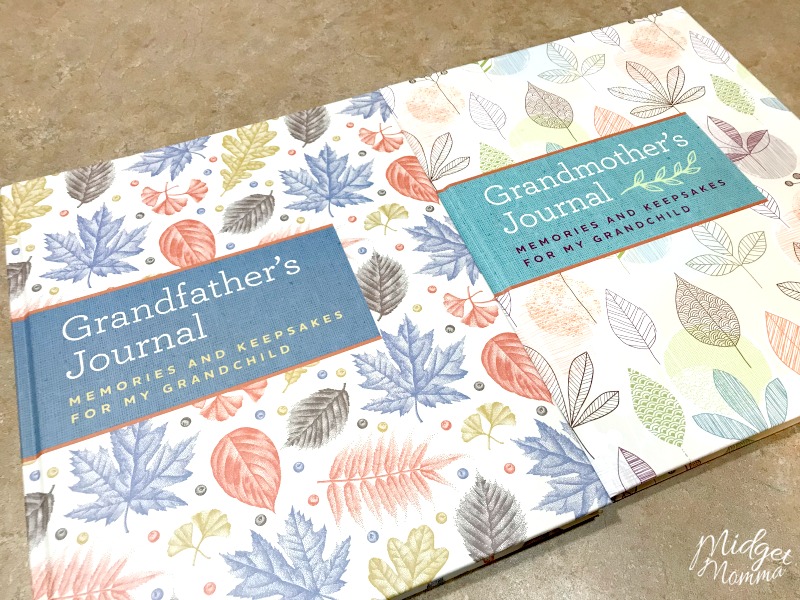 Grandfather's
Journal
MEMORIES AND KEEPSAKES
FOR MY GRANDCHILD
Grandmother's
Journal
MEMORIES AND KEEPSAKES
FOR MY GRANDCHILD
Midget
Momma